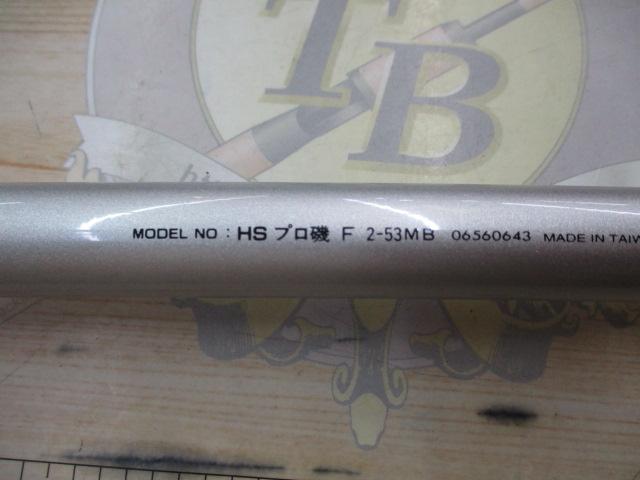 TB
MODEL NO : HS プロ磯 F 2-53MB 06560643 MADE IN TAIW